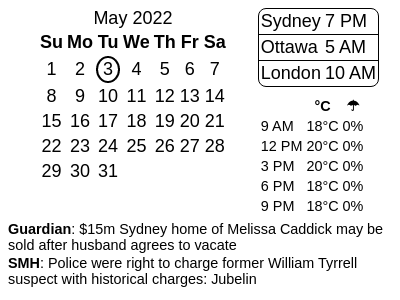 May 2022
Su Mo Tu We Th Fr Sa
1 2 3 4 5 6 7
8 9 10 11 12 13 14
15 16 17 18 19 20 21
22 23 24 25 26 27 28
29 30 31
Sydney 7 PM
Ottawa 5 AM
London 10 AM
°C ☂
9 AM 18°C 0%
12 PM 20°C 0%
3 PM 20°C 0%
6 PM 18°C 0%
9 PM 18°C 0%
Guardian: $15m Sydney home of Melissa Caddick may be
sold after husband agrees to vacate
SMH: Police were right to charge former William Tyrrell
suspect with historical charges: Jubelin